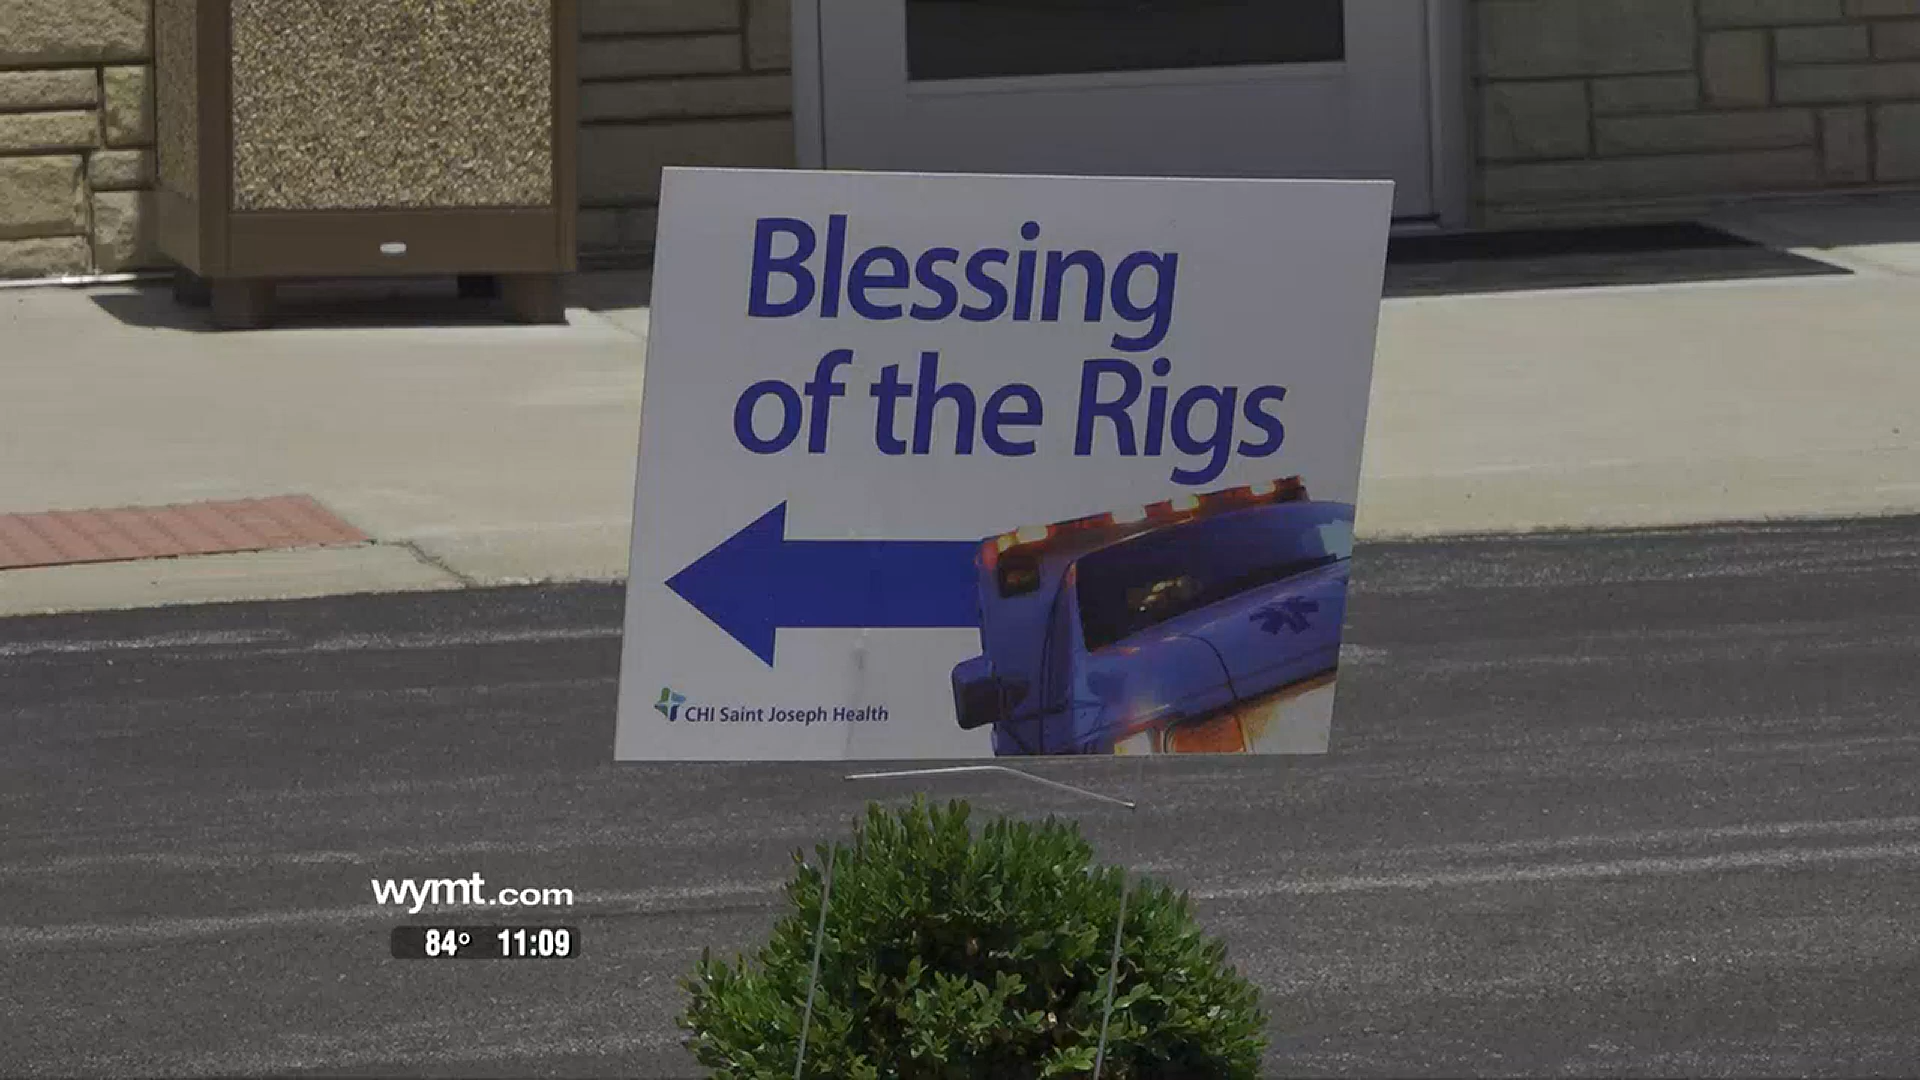 Blessing
of the Rigs
CHI Saint Joseph Health
wymt.com
84° 11:09